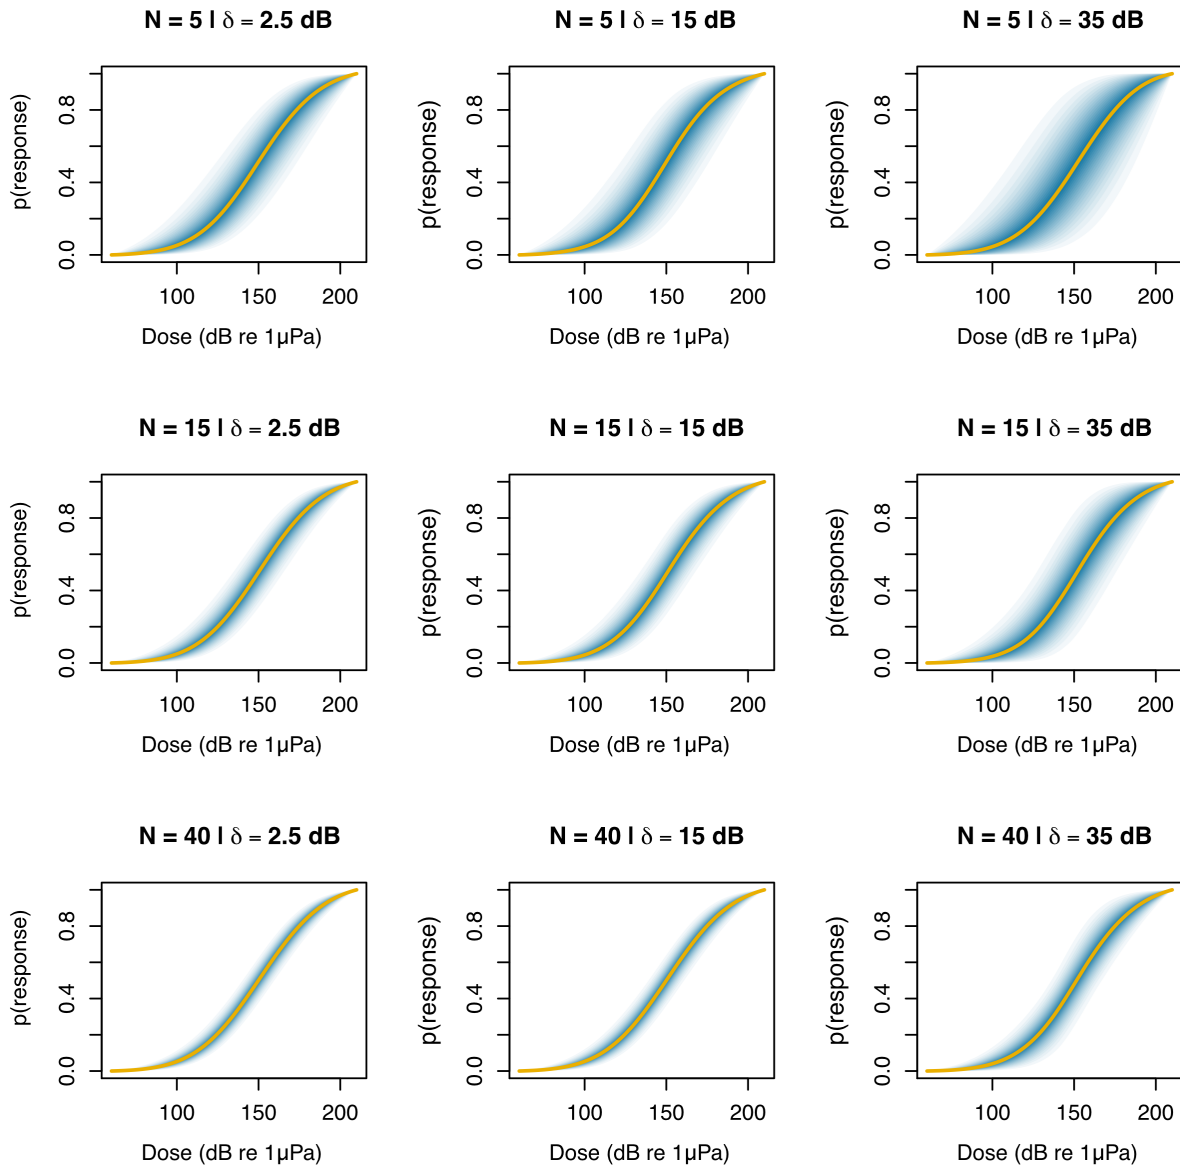 N = 5 | δ = 2.5 dB
p(response)
0.8
0.4
0.0
100 150 200
Dose (dB re 1µPa)
N = 5 | δ = 15 dB
p(response)
0.8
0.4
0.0
100 150 200
Dose (dB re 1µPa)
N = 5 | δ = 35 dB
p(response)
0.8
0.4
0.0
100 150 200
Dose (dB re 1µPa)
N = 15 | δ = 2.5 dB
p(response)
0.8
0.4
0.0
100 150 200
Dose (dB re 1µPa)
N = 15 | δ = 15 dB
p(response)
0.8
0.4
0.0
100 150 200
Dose (dB re 1µPa)
N = 15 | δ = 35 dB
p(response)
0.8
0.4
0.0
100 150 200
Dose (dB re 1µPa)
N = 40 | δ = 2.5 dB
p(response)
0.8
0.4
0.0
100 150 200
Dose (dB re 1µPa)
N = 40 | δ = 15 dB
p(response)
0.8
0.4
0.0
100 150 200
Dose (dB re 1µPa)
N = 40 | δ = 35 dB
p(response)
0.8
0.4
0.0
100 150 200
Dose (dB re 1µPa)